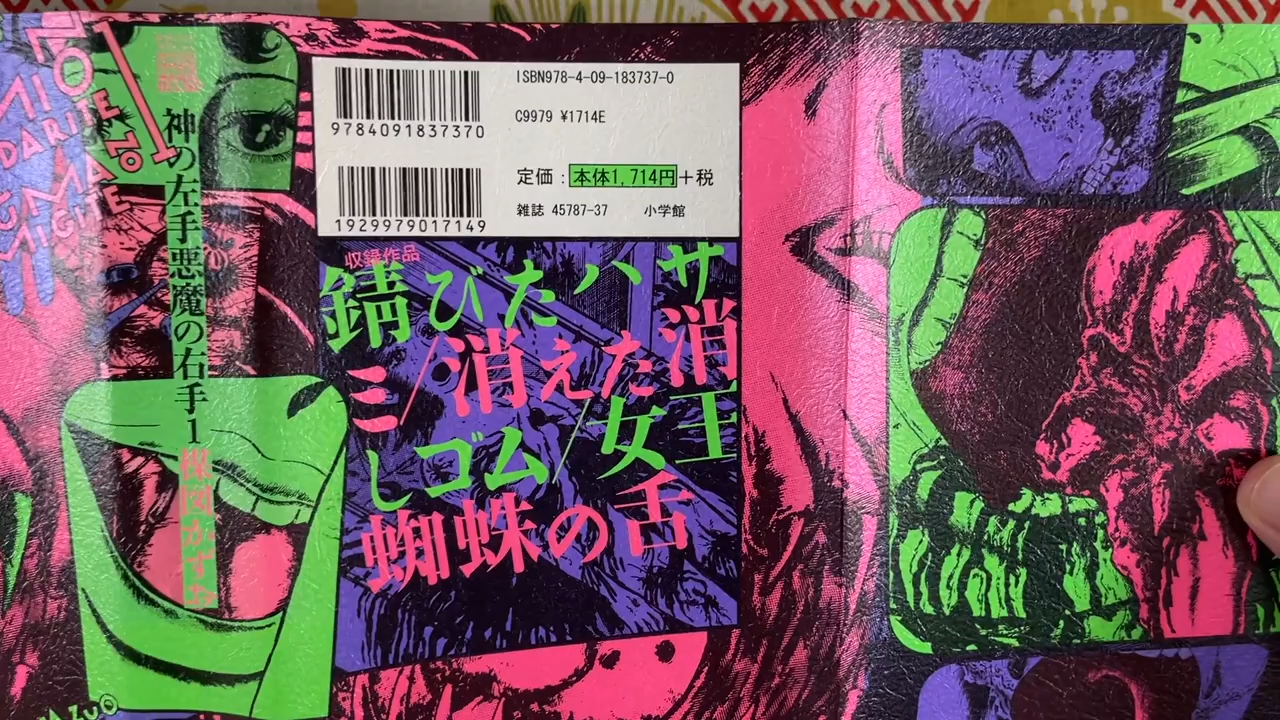 神の左手悪魔の右手1 楳図かずお
ISBN978-4-09-183737-0
9784091837370
C9979 ¥1714E
定価：本体1,714円+税
雑誌 45787-37 小学館
1929979017149
収録作品
錆びたハサ
ミ/消えた消
しゴム/女王
蜘蛛の舌